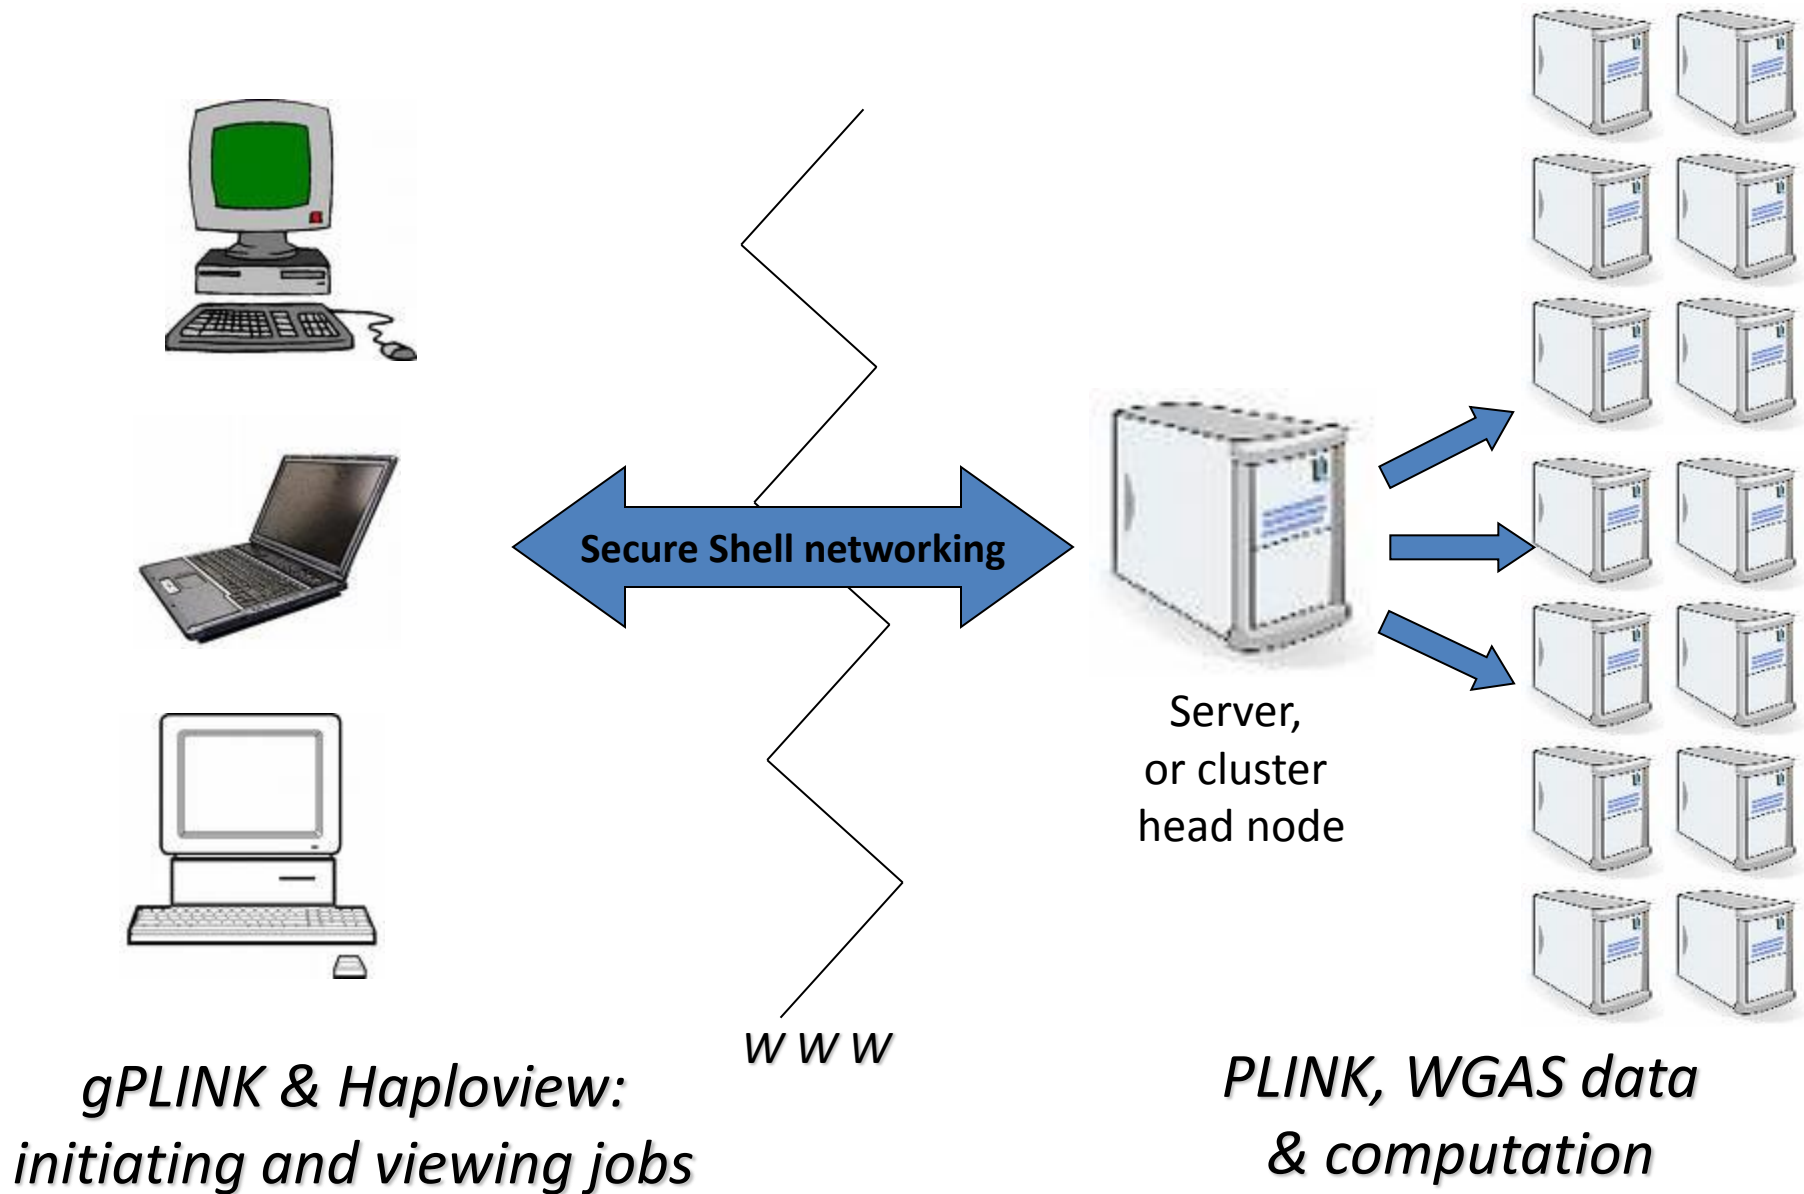 Secure Shell networking
Server,
or cluster
head node
W W W
gPLINK & Haploview:
initiating and viewing jobs
PLINK, WGAS data
& computation